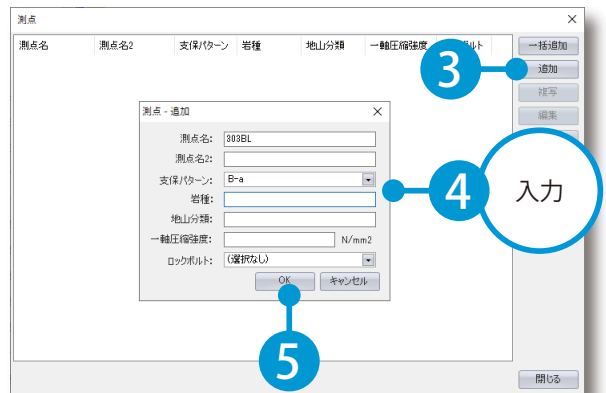 測点
測点名 測点名2 支保パターン 岩種 地山分類 一軸圧縮強度
一括追加
3
追加
複写
編集
測点 - 追加
測点名: 303BL
測点名2:
支保パターン: B-a
岩種:
4
入力
地山分類:
一軸圧縮強度: N/mm2
ロックボルト: (選択なし)
OK キャンセル
5
閉じる